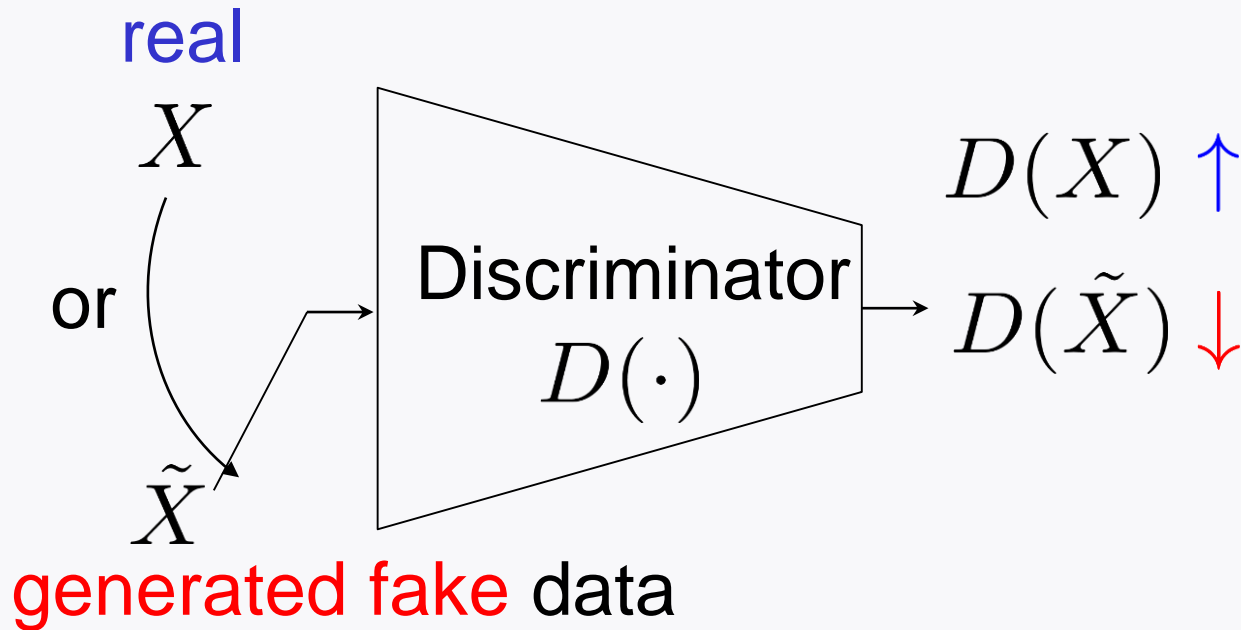 real
X
or
X̃
generated fake data
Discriminator
D(·)
D(X) ↑
D(X̃) ↓